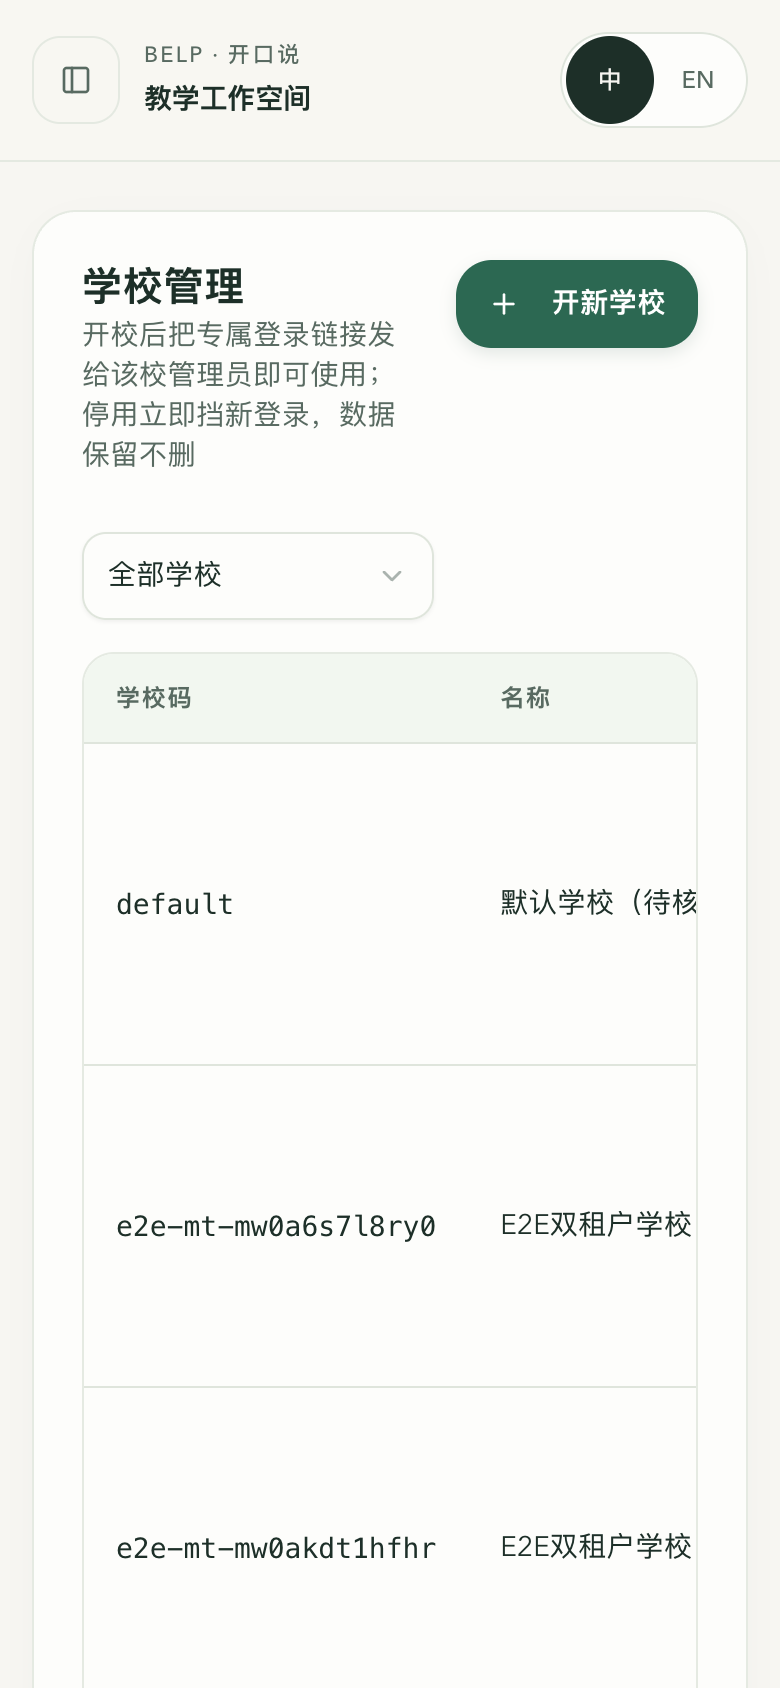 BELP · 开口说
教学工作空间
中
EN
学校管理
开校后把专属登录链接发
给该校管理员即可使用；
停用立即挡新登录，数据
保留不删
开新学校
全部学校
学校码 名称
default 默认学校（待核
e2e-mt-mw0a6s7l8ry0 E2E双租户学校
e2e-mt-mw0akdt1hfhr E2E双租户学校